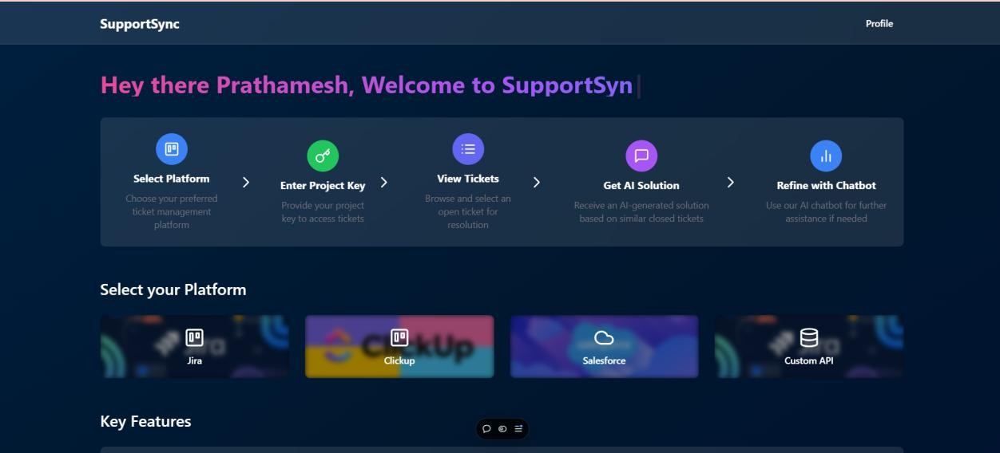 SupportSync
Profile
Hey there Prathamesh, Welcome to SupportSyn
Select Platform
Choose your preferred
ticket management
platform
Enter Project Key
Provide your project
key to access tickets
View Tickets
Browse and select an
open ticket for
resolution
Get AI Solution
Receive an AI-generated solution
based on similar closed tickets
Refine with Chatbot
Use our AI chatbot for further
assistance if needed
Select your Platform
Jira
ClickUp
Clickup
Salesforce
Custom API
Key Features